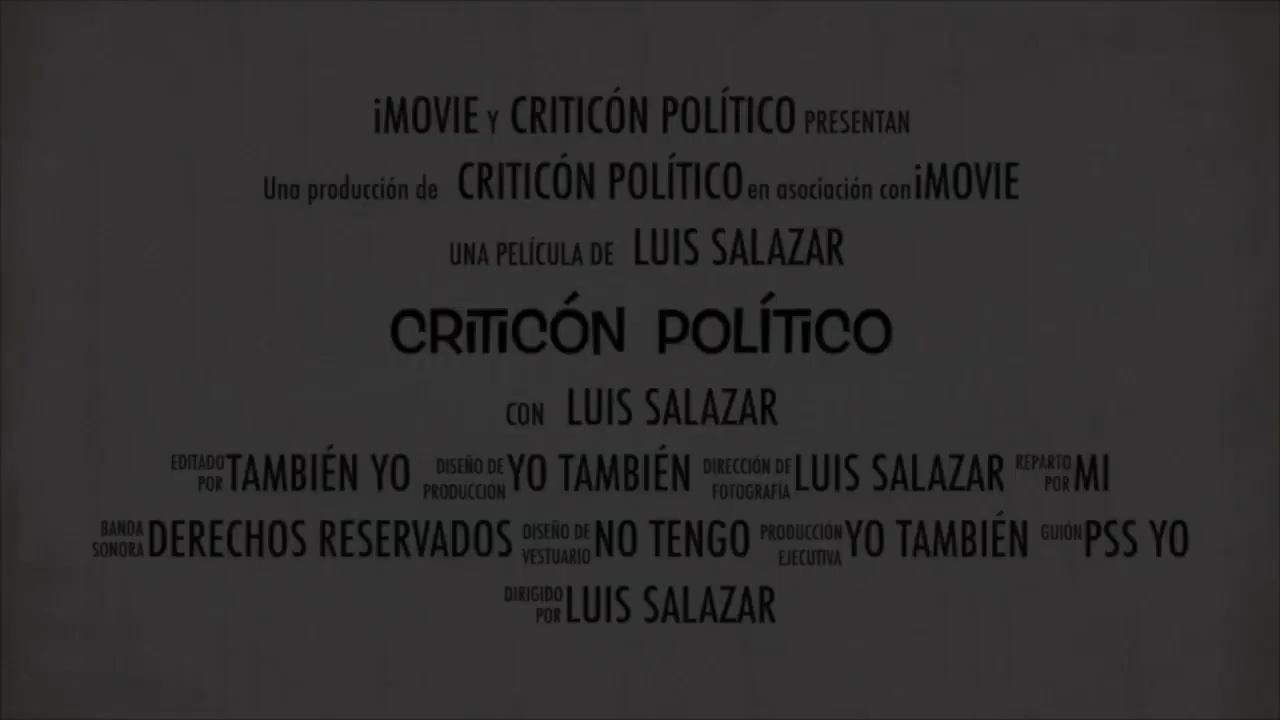 iMOVIE Y CRITICÓN POLÍTICO PRESENTAN
Una producción de CRITICÓN POLÍTICO en asociación con iMOVIE
UNA PELÍCULA DE LUIS SALAZAR
CRITICÓN POLÍTICO
CON LUIS SALAZAR
EDITADO POR TAMBIÉN YO DISEÑO DE PRODUCCIÓN YO TAMBIÉN DIRECCIÓN DE FOTOGRAFÍA LUIS SALAZAR REPARTO POR MI
BANDA SONORA DERECHOS RESERVADOS DISEÑO DE VESTUARIO NO TENGO PRODUCCIÓN EJECUTIVA YO TAMBIÉN GUIÓN PSS YO
DIRIGIDO POR LUIS SALAZAR